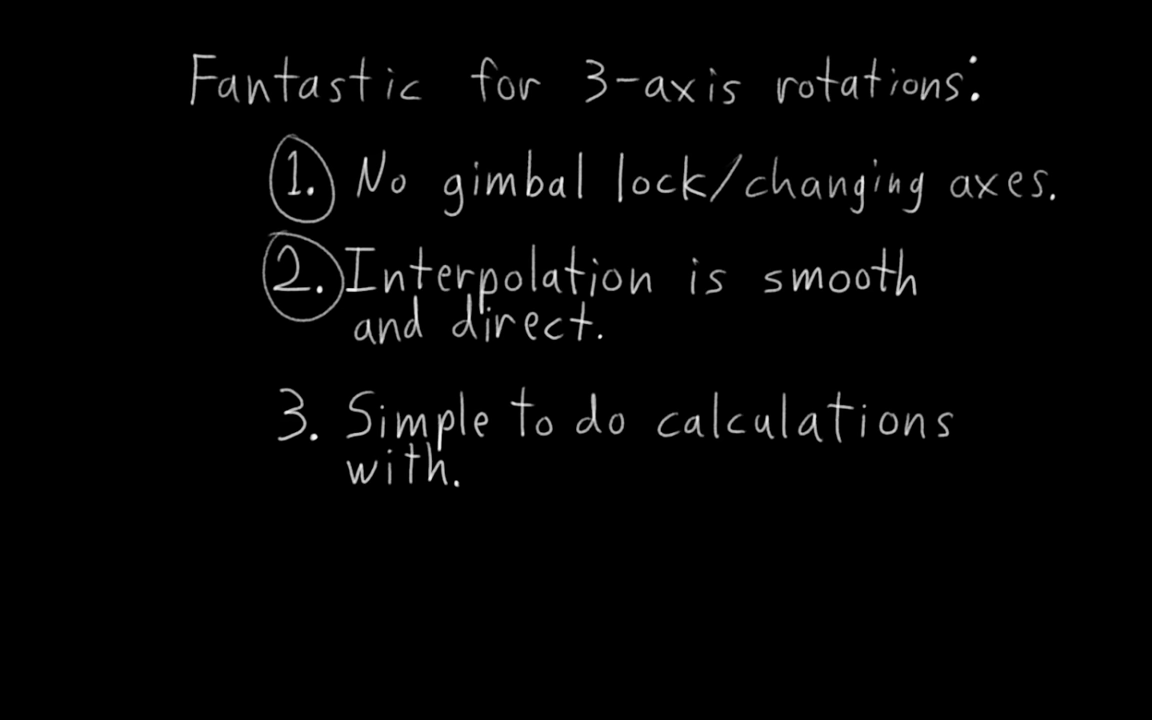 Fantastic for 3-axis rotations:
1. No gimbal lock/changing axes.
2. Interpolation is smooth
and direct.
3. Simple to do calculations
with.